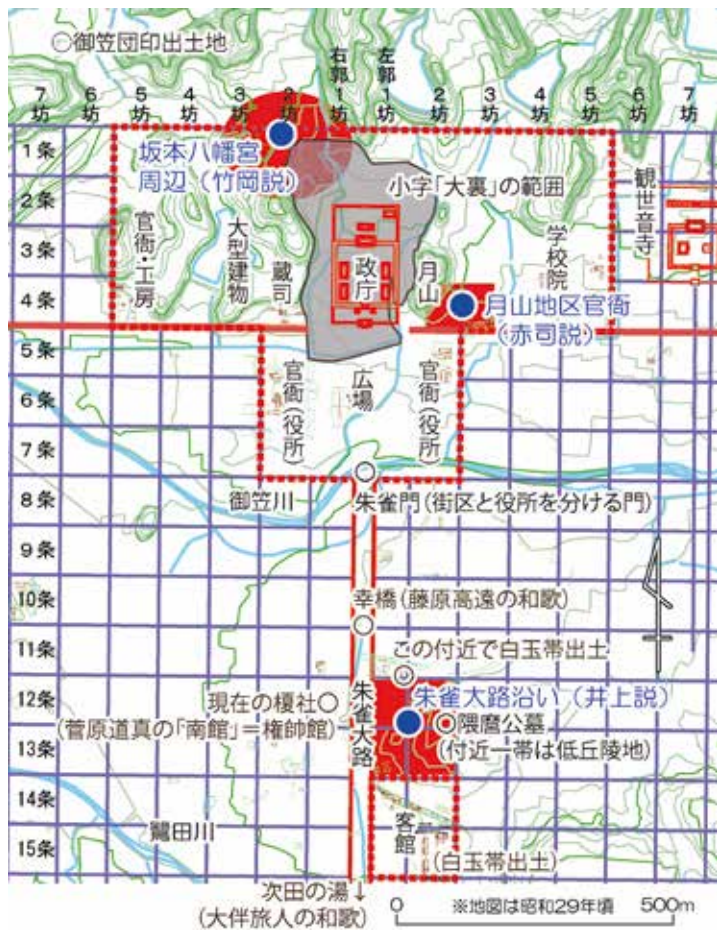 ○御笠団印出土地
右郭 左郭
7坊 6坊 5坊 4坊 3坊 2坊 1坊 1坊 2坊 3坊 4坊 5坊 6坊 7坊
1条
坂本八幡宮
周辺（竹岡説）
小字「大裏」の範囲
2条
観世音寺
3条
官衙・工房
大型建物
蔵司
政庁
月山
学校院
4条
月山地区官衙
（赤司説）
5条
官衙（役所）
広場
官衙（役所）
6条
7条
8条
御笠川
朱雀門（街区と役所を分ける門）
9条
10条
幸橋（藤原高遠の和歌）
11条
この付近で白玉帯出土
12条
現在の榎社○
朱雀大路
朱雀大路沿い（井上説）
（菅原道真の「南館」＝権帥館）
隈麿公墓
13条
（付近一帯は低丘陵地）
14条
鷺田川
客館
15条
（白玉帯出土）
次田の湯↓
（大伴旅人の和歌）
0 ※地図は昭和29年頃 500m